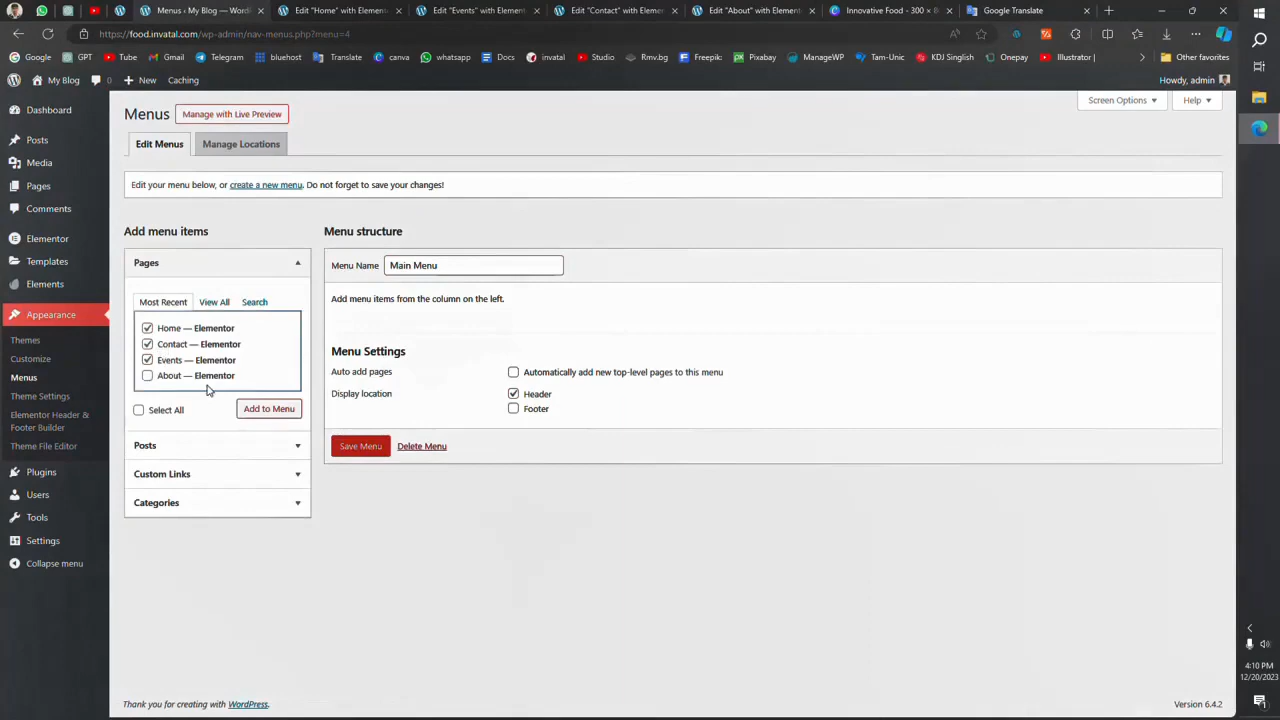 Menus ‹ My Blog — Wordi
Edit "Home" with Elementa
Edit "Events" with Elemen
Edit "Contact" with Elemen
Edit "About" with Elemento
Innovative Food - 300 × B
Google Translate
https://food.invatal.com/wp-admin/nav-menus.php?menu=4
Google
GPT
Tube
Gmail
Telegram
bluehost
Translate
canva
whatsapp
Docs
invatal
Studio
Rmv.bg
Freepik
Pixabay
ManageWP
Tam-Unic
KDJ Singlish
Onepay
Illustrator |
Other favorites
My Blog
0
+ New
Caching
Howdy, admin
Dashboard
Posts
Media
Pages
Comments
Elementor
Templates
Elements
Appearance
Themes
Customize
Menus
Theme Settings
Elementor Header &
Footer Builder
Theme File Editor
Plugins
Users
Tools
Settings
Collapse menu
Screen Options
Help
Menus
Manage with Live Preview
Edit Menus
Manage Locations
Edit your menu below, or create a new menu. Do not forget to save your changes!
Add menu items
Pages
Most Recent
View All
Search
Home — Elementor
Contact — Elementor
Events — Elementor
About — Elementor
Select All
Add to Menu
Posts
Custom Links
Categories
Menu structure
Menu Name
Main Menu
Add menu items from the column on the left.
Menu Settings
Auto add pages
Automatically add new top-level pages to this menu
Display location
Header
Footer
Save Menu
Delete Menu
Thank you for creating with WordPress.
Version 6.4.2
4:10 PM
12/20/2023